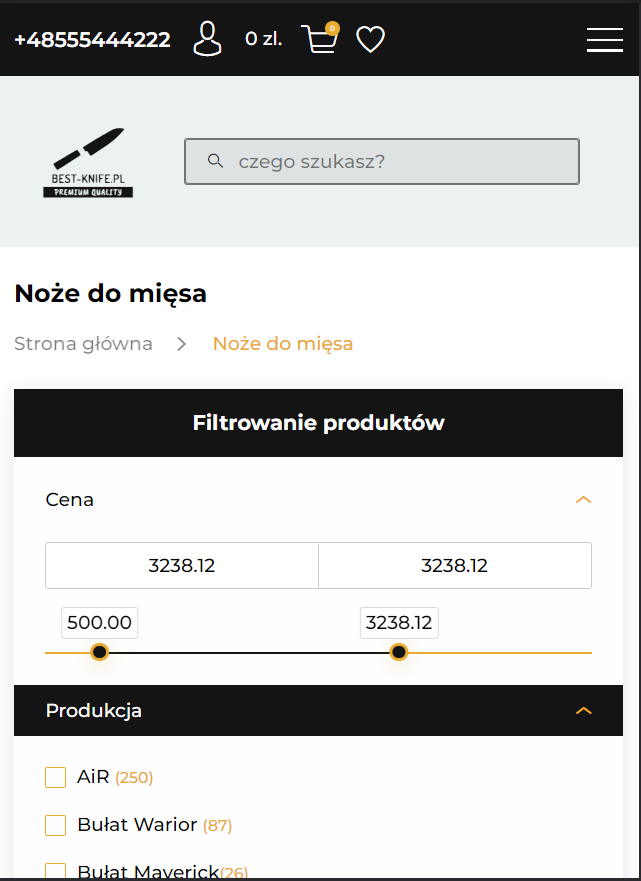 +48555444222 0 zl. 0
BEST-KNIFE.PL
PREMIUM QUALITY
czego szukasz?
Noże do mięsa
Strona główna > Noże do mięsa
Filtrowanie produktów
Cena
3238.12 3238.12
500.00 3238.12
Produkcja
AiR (250)
Bułat Warior (87)
Bułat Maverick(26)